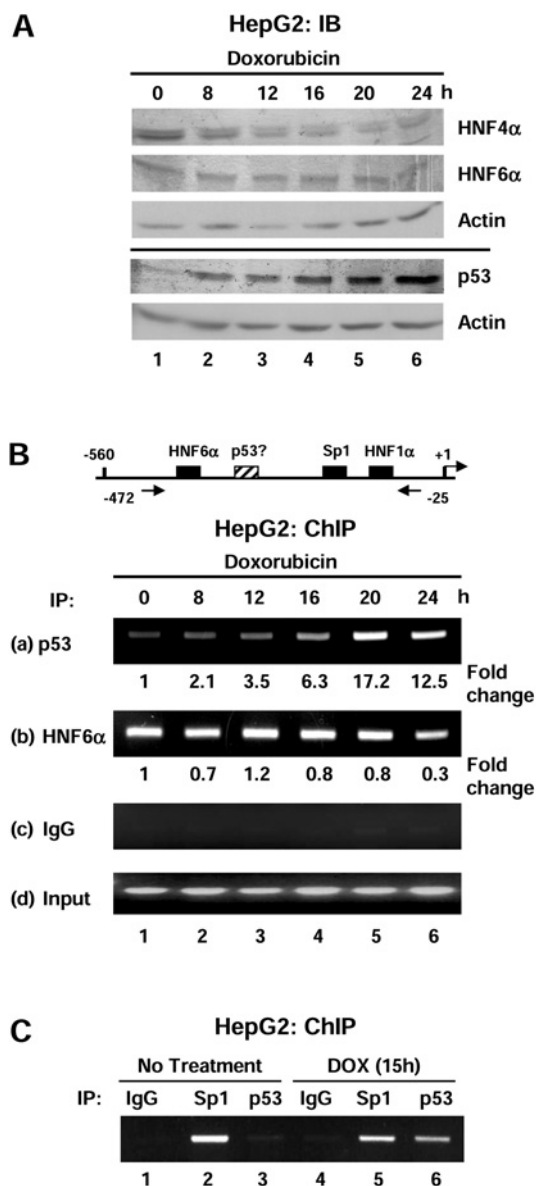 A
HepG2: IB
Doxorubicin
0 8 12 16 20 24 h
HNF4α
HNF6α
Actin
p53
Actin
1 2 3 4 5 6
B
-560 HNF6α p53? Sp1 HNF1α +1
-472 -25
HepG2: ChIP
Doxorubicin
IP: 0 8 12 16 20 24 h
(a) p53
1 2.1 3.5 6.3 17.2 12.5 Fold change
(b) HNF6α
1 0.7 1.2 0.8 0.8 0.3 Fold change
(c) IgG
(d) Input
1 2 3 4 5 6
C
HepG2: ChIP
No Treatment DOX (15h)
IP: IgG Sp1 p53 IgG Sp1 p53
1 2 3 4 5 6